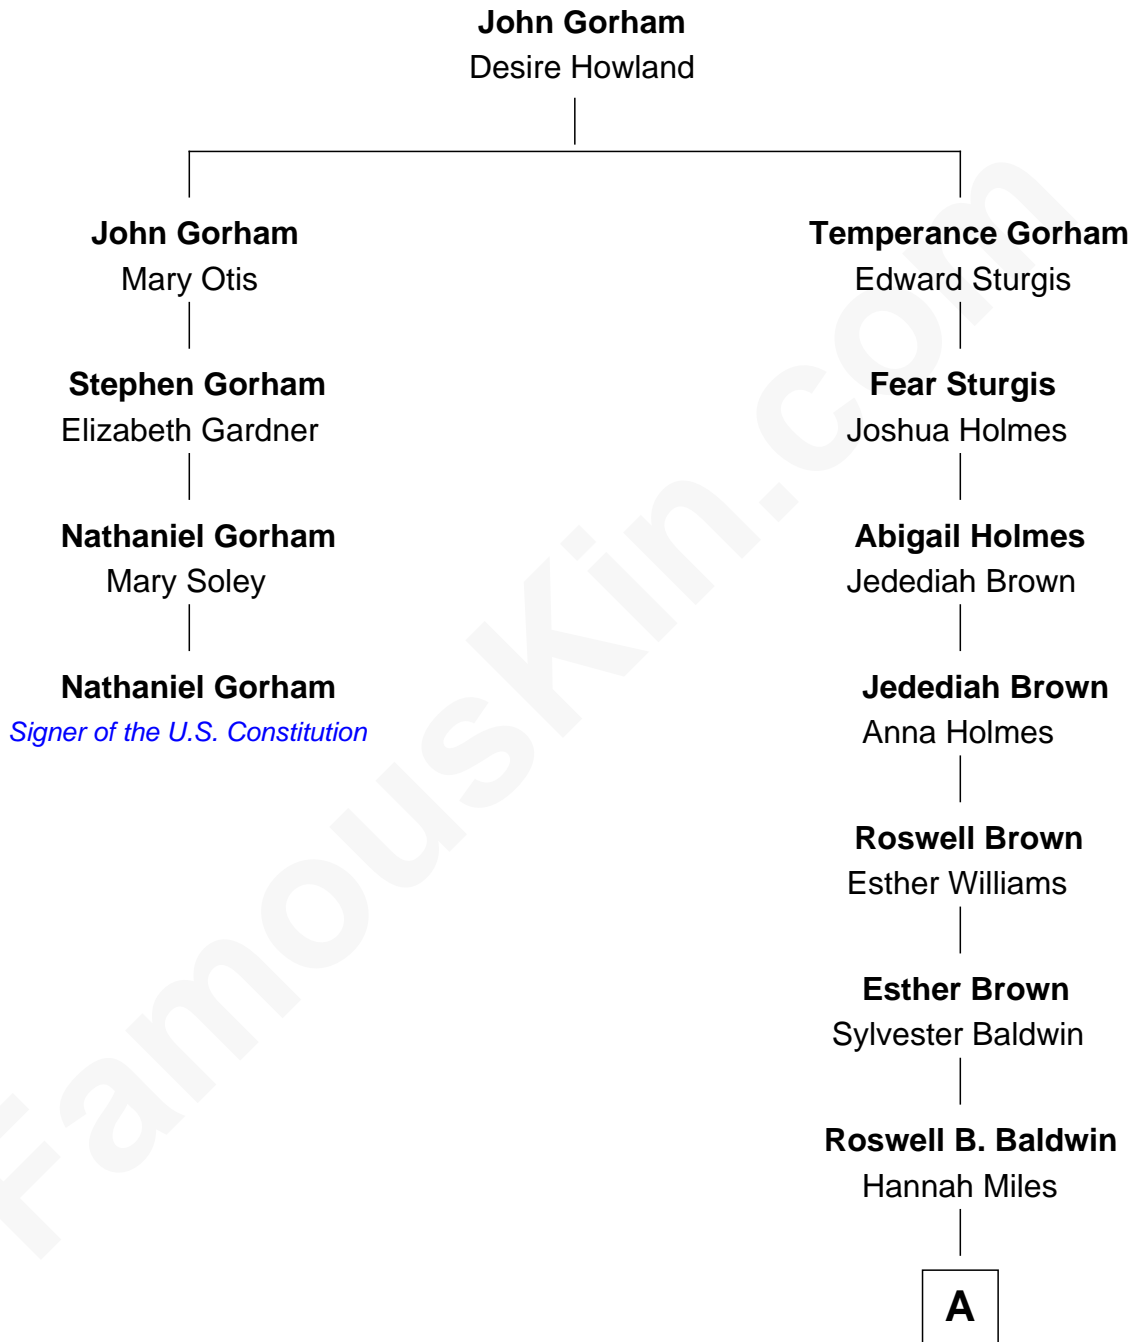 John Gorham
Desire Howland
John Gorham
Mary Otis
Stephen Gorham
Elizabeth Gardner
Nathaniel Gorham
Mary Soley
Nathaniel Gorham
Signer of the U.S. Constitution
Temperance Gorham
Edward Sturgis
Fear Sturgis
Joshua Holmes
Abigail Holmes
Jedediah Brown
Jedediah Brown
Anna Holmes
Roswell Brown
Esther Williams
Esther Brown
Sylvester Baldwin
Roswell B. Baldwin
Hannah Miles
A
FamousKin.com